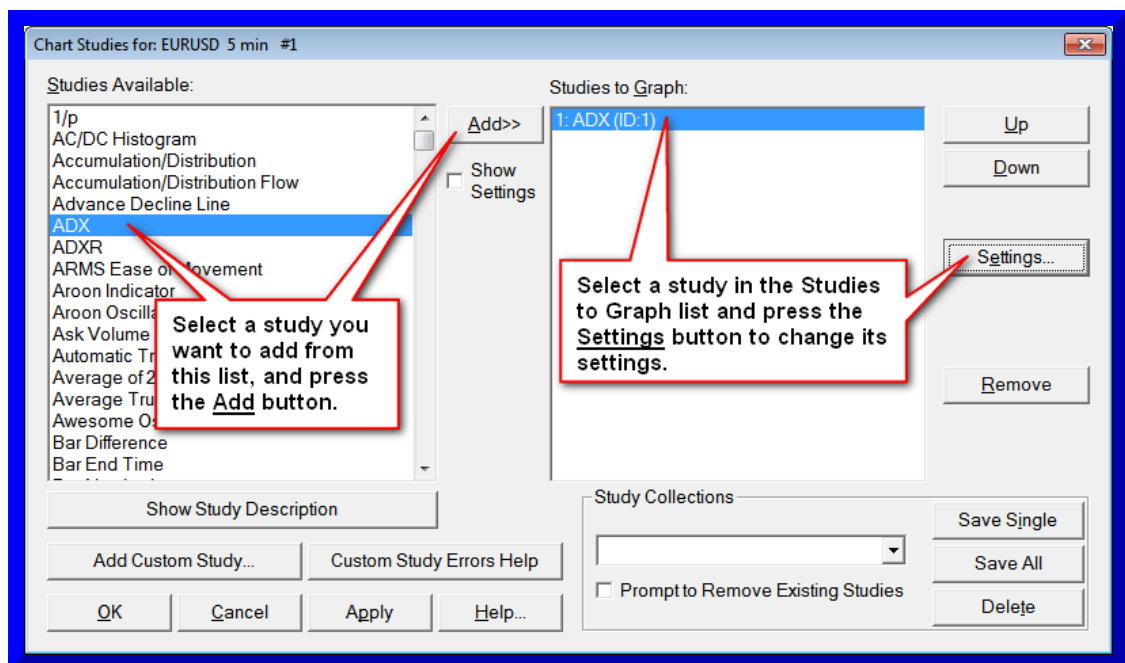 Chart Studies for: EURUSD 5 min #1
Studies Available:
1/p
AC/DC Histogram
Accumulation/Distribution
Accumulation/Distribution Flow
Advance Decline Line
ADX
ADXR
ARMS Ease of Movement
Aroon Indicator
Aroon Oscilla
Ask Volume
Automatic Tr
Average of 2
Average Tru
Awesome Os
Bar Difference
Bar End Time
Select a study you
want to add from
this list, and press
the Add button.
Add>>
Show
Settings
Studies to Graph:
1: ADX (ID:1)
Select a study in the Studies
to Graph list and press the
Settings button to change its
settings.
Up
Down
Settings...
Remove
Show Study Description
Add Custom Study...
Custom Study Errors Help
OK
Cancel
Apply
Help...
Study Collections
Prompt to Remove Existing Studies
Save Single
Save All
Delete